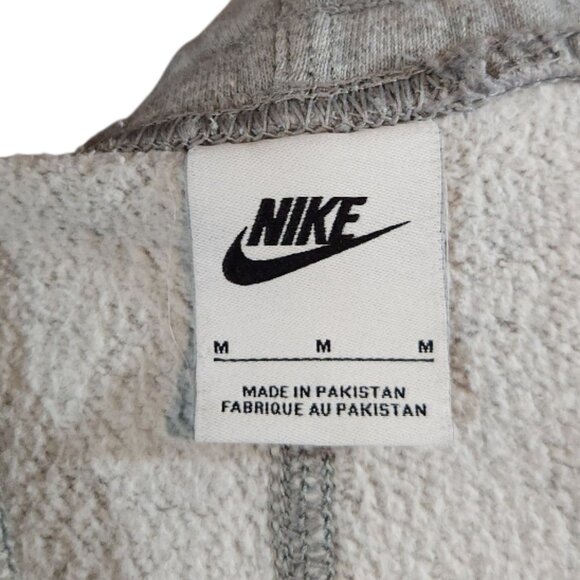 NIKE
M M M
MADE IN PAKISTAN
FABRIQUE AU PAKISTAN